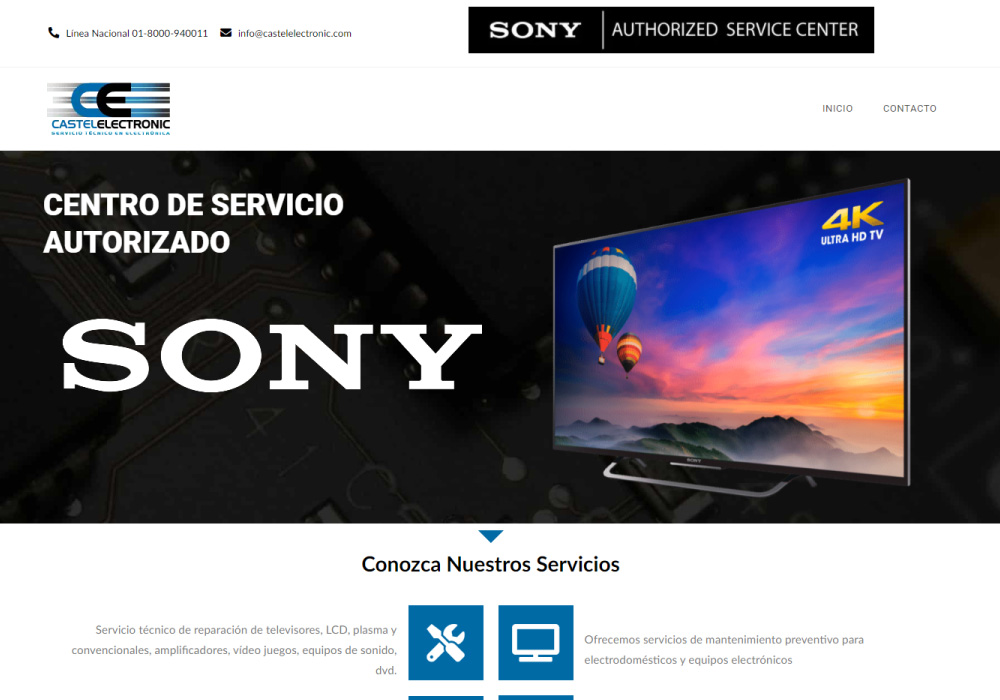 Línea Nacional 01-8000-940011
info@castelelectronic.com
SONY AUTHORIZED SERVICE CENTER
CASTELELECTRONIC
SERVICIO TÉCNICO EN ELECTRÓNICA
INICIO
CONTACTO
CENTRO DE SERVICIO
AUTORIZADO
SONY
4K
ULTRA HD TV
SONY
Conozca Nuestros Servicios
Servicio técnico de reparación de televisores, LCD, plasma y
convencionales, amplificadores, vídeo juegos, equipos de sonido,
dvd.
Ofrecemos servicios de mantenimiento preventivo para
electrodomésticos y equipos electrónicos